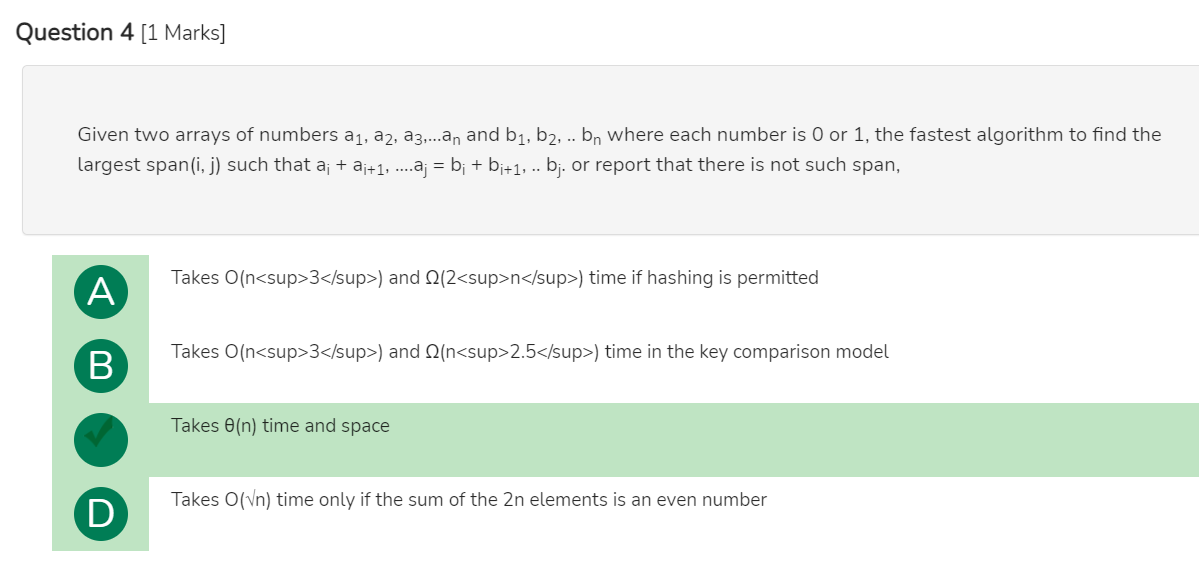 Question 4 [1 Marks]
Given two arrays of numbers a₁, a₂, a₃,...aₙ and b₁, b₂, .. bₙ where each number is 0 or 1, the fastest algorithm to find the
largest span(i, j) such that aᵢ + aᵢ₊₁, ....aⱼ = bᵢ + bᵢ₊₁, .. bⱼ. or report that there is not such span,
A
Takes O(n<sup>3</sup>) and Ω(2<sup>n</sup>) time if hashing is permitted
B
Takes O(n<sup>3</sup>) and Ω(n<sup>2.5</sup>) time in the key comparison model
Takes θ(n) time and space
D
Takes O(√n) time only if the sum of the 2n elements is an even number